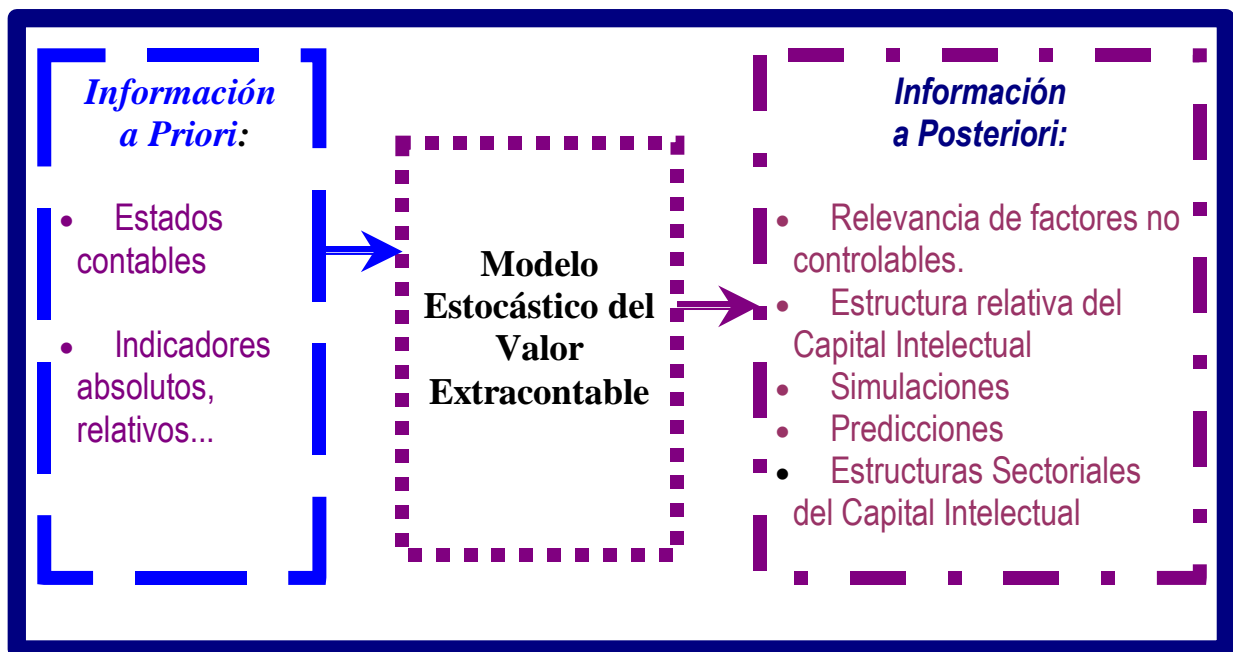 Información
a Priori:
• Estados
contables
• Indicadores
absolutos,
relativos...
Modelo
Estocástico del
Valor
Extracontable
Información
a Posteriori:
• Relevancia de factores no
controlables.
• Estructura relativa del
Capital Intelectual
• Simulaciones
• Predicciones
• Estructuras Sectoriales
del Capital Intelectual